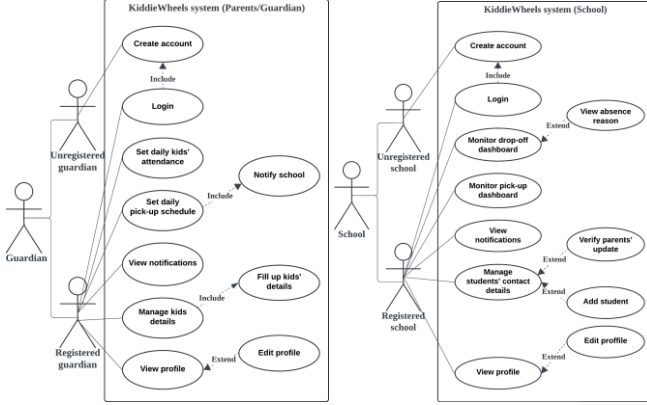 KiddieWheels system (Parents/Guardian)
Create account
Include
Login
Unregistered
guardian
Set daily kids'
attendance
Notify school
Include
Set daily
pick-up schedule
Guardian
View notifications
Fill up kids'
details
Include
Manage kids
details
Registered
guardian
Edit profile
Extend
View profile
KiddieWheels system (School)
Create account
Include
Login
View absence
reason
Extend
Unregistered
school
Monitor drop-off
dashboard
Monitor pick-up
dashboard
School
View
notifications
Verify parents'
update
Extend
Manage
students' contact
details
Extend
Add student
Registered
school
Edit proffile
Extend
View profile